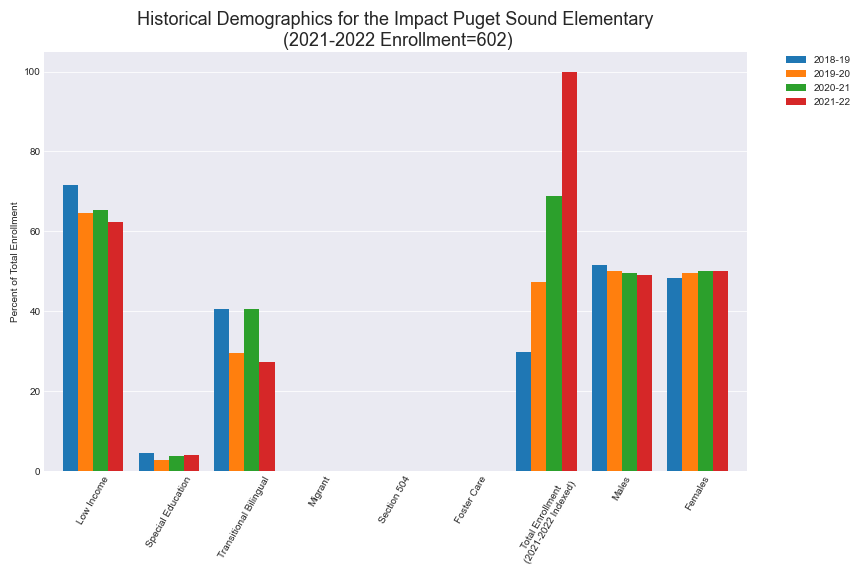 Historical Demographics for the Impact Puget Sound Elementary
(2021-2022 Enrollment=602)
2018-19
2019-20
2020-21
2021-22
Percent of Total Enrollment
100
80
60
40
20
0
Low Income
Special Education
Transitional Bilingual
Migrant
Section 504
Foster Care
Total Enrollment
(2021-2022 Indexed)
Males
Females